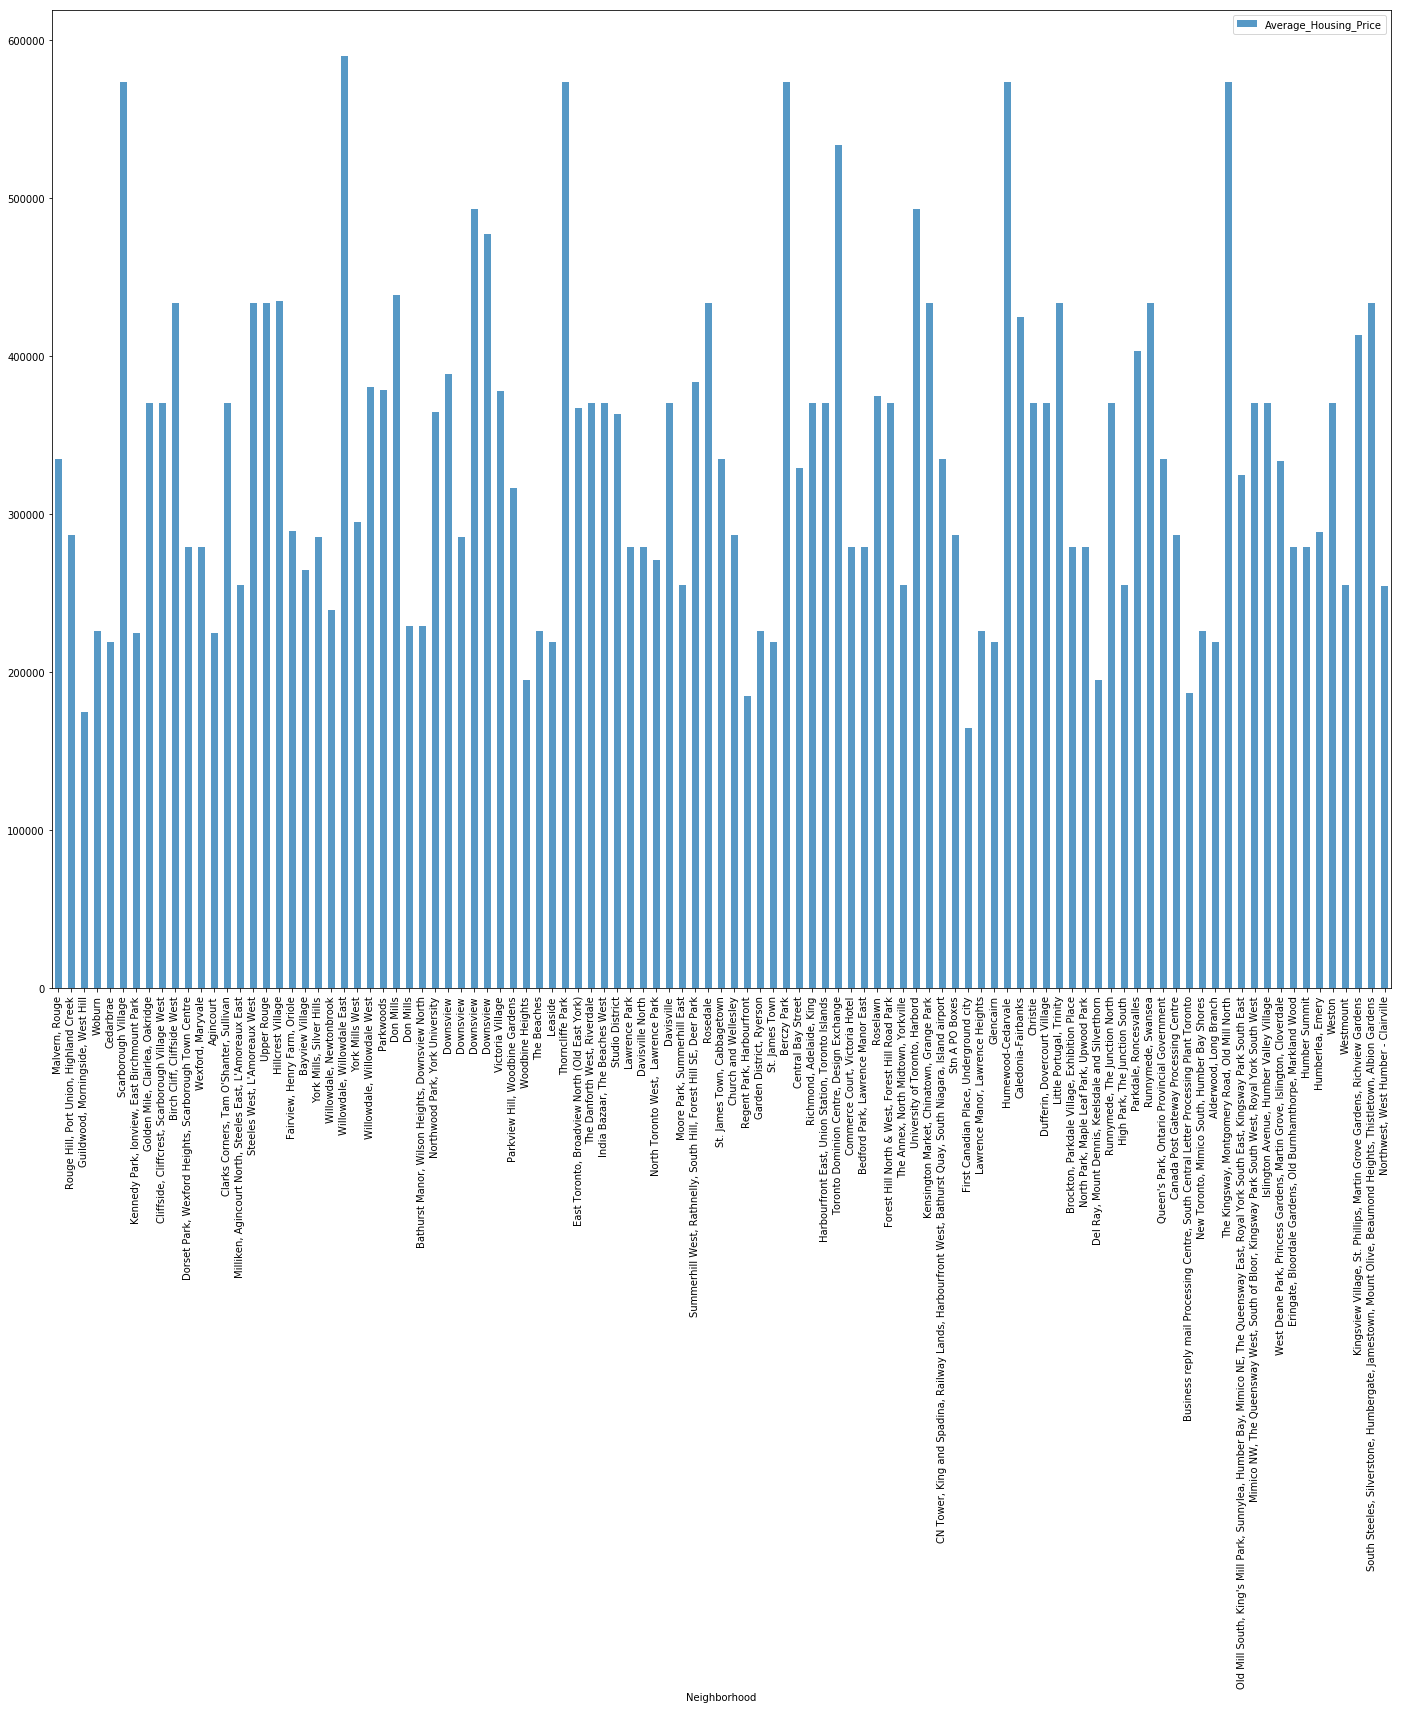 Average_Housing_Price
600000
500000
400000
300000
200000
100000
0
Malvern, Rouge
Rouge Hill, Port Union, Highland Creek
Guildwood, Morningside, West Hill
Woburn
Cedarbrae
Scarborough Village
Kennedy Park, Ionview, East Birchmount Park
Golden Mile, Clairlea, Oakridge
Cliffside, Cliffcrest, Scarborough Village West
Birch Cliff, Cliffside West
Dorset Park, Wexford Heights, Scarborough Town Centre
Wexford, Maryvale
Agincourt
Clarks Corners, Tam O'Shanter, Sullivan
Milliken, Agincourt North, Steeles East, L'Amoreaux East
Steeles West, L'Amoreaux West
Upper Rouge
Hillcrest Village
Fairview, Henry Farm, Oriole
Bayview Village
York Mills, Silver Hills
Willowdale, Newtonbrook
Willowdale, Willowdale East
York Mills West
Willowdale, Willowdale West
Parkwoods
Don Mills
Don Mills
Bathurst Manor, Wilson Heights, Downsview North
Northwood Park, York University
Downsview
Downsview
Downsview
Downsview
Victoria Village
Parkview Hill, Woodbine Gardens
Woodbine Heights
The Beaches
Leaside
Thorncliffe Park
East Toronto, Broadview North (Old East York)
The Danforth West, Riverdale
India Bazaar, The Beaches West
Studio District
Lawrence Park
Davisville North
North Toronto West, Lawrence Park
Davisville
Moore Park, Summerhill East
Summerhill West, Rathnelly, South Hill, Forest Hill SE, Deer Park
Rosedale
St. James Town, Cabbagetown
Church and Wellesley
Regent Park, Harbourfront
Garden District, Ryerson
St. James Town
Berczy Park
Central Bay Street
Richmond, Adelaide, King
Harbourfront East, Union Station, Toronto Islands
Toronto Dominion Centre, Design Exchange
Commerce Court, Victoria Hotel
Bedford Park, Lawrence Manor East
Roselawn
Forest Hill North & West, Forest Hill Road Park
The Annex, North Midtown, Yorkville
University of Toronto, Harbord
Kensington Market, Chinatown, Grange Park
CN Tower, King and Spadina, Railway Lands, Harbourfront West, Bathurst Quay, South Niagara, Island airport
Stn A PO Boxes
First Canadian Place, Underground city
Lawrence Manor, Lawrence Heights
Glencairn
Humewood-Cedarvale
Caledonia-Fairbanks
Christie
Dufferin, Dovercourt Village
Little Portugal, Trinity
Brockton, Parkdale Village, Exhibition Place
North Park, Maple Leaf Park, Upwood Park
Del Ray, Mount Dennis, Keelsdale and Silverthorn
Runnymede, The Junction North
High Park, The Junction South
Parkdale, Roncesvalles
Runnymede, Swansea
Queen's Park, Ontario Provincial Government
Canada Post Gateway Processing Centre
Business reply mail Processing Centre, South Central Letter Processing Plant Toronto
New Toronto, Mimico South, Humber Bay Shores
Alderwood, Long Branch
The Kingsway, Montgomery Road, Old Mill North
Old Mill South, King's Mill Park, Sunnylea, Humber Bay, Mimico NE, The Queensway East, Royal York South East, Kingsway Park South East
Mimico NW, The Queensway West, South of Bloor, Kingsway Park South West, Royal York South West
Islington Avenue, Humber Valley Village
West Deane Park, Princess Gardens, Martin Grove, Islington, Cloverdale
Eringate, Bloordale Gardens, Old Burnhamthorpe, Markland Wood
Humber Summit
Humberlea, Emery
Weston
Westmount
Kingsview Village, St. Phillips, Martin Grove Gardens, Richview Gardens
South Steeles, Silverstone, Humbergate, Jamestown, Mount Olive, Beaumond Heights, Thistletown, Albion Gardens
Northwest, West Humber - Clairville
Neighborhood